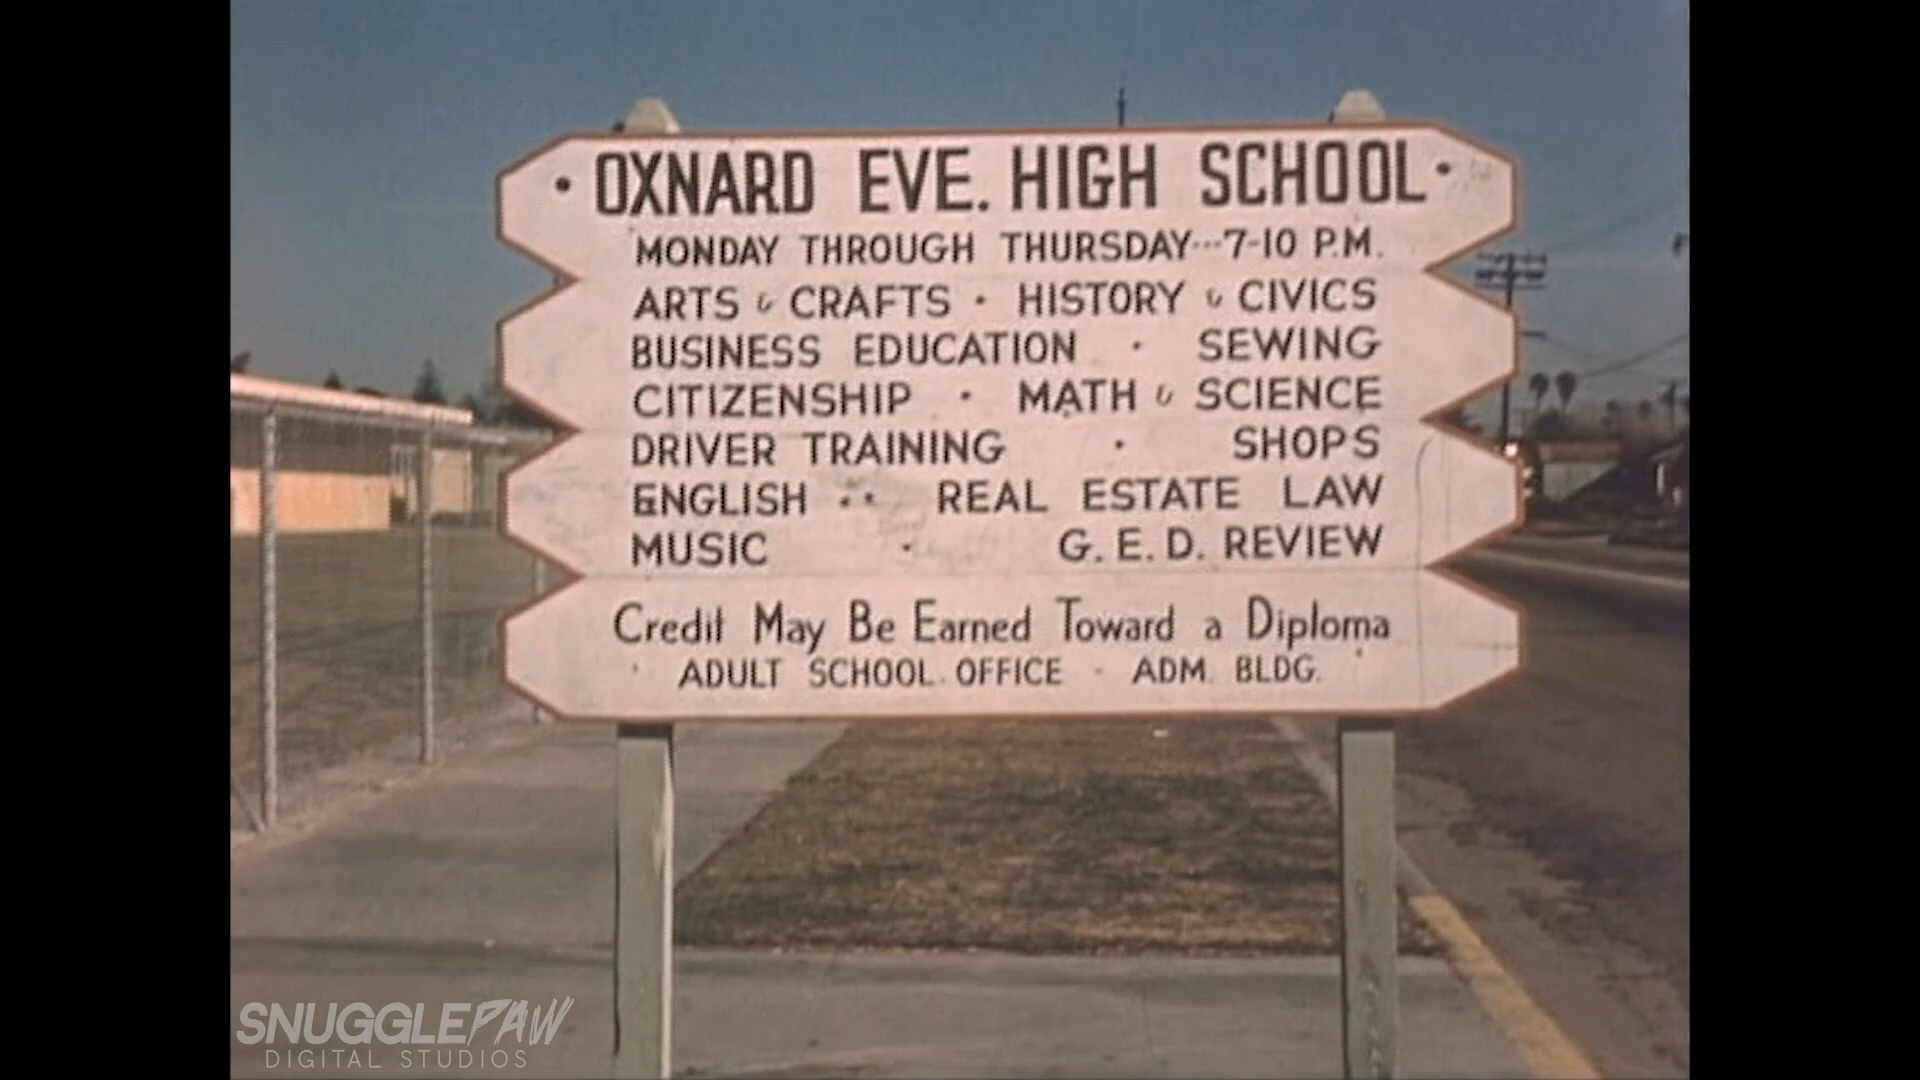 • OXNARD EVE. HIGH SCHOOL •
MONDAY THROUGH THURSDAY---7-10 P.M.
ARTS & CRAFTS • HISTORY & CIVICS
BUSINESS EDUCATION • SEWING
CITIZENSHIP • MATH & SCIENCE
DRIVER TRAINING • SHOPS
ENGLISH •• REAL ESTATE LAW
MUSIC • G. E. D. REVIEW
Credit May Be Earned Toward a Diploma
• ADULT SCHOOL OFFICE - ADM. BLDG.
SNUGGLEPAW
DIGITAL STUDIOS